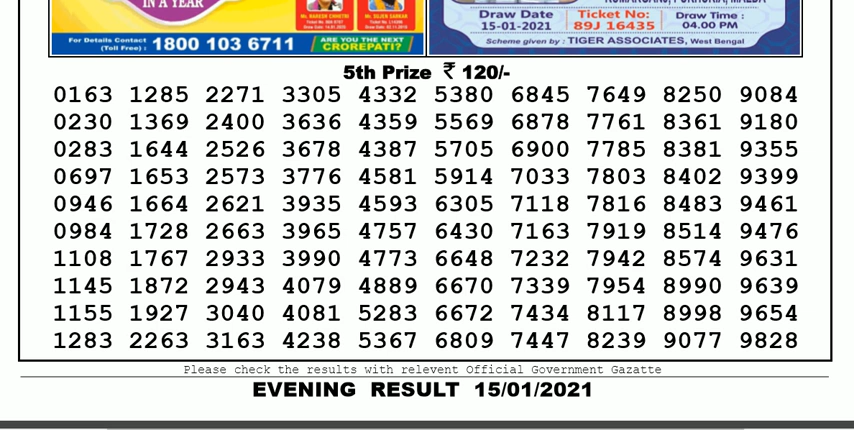 IN A YEAR
Mr. RAKESH CHHETRI
Mr. SUJEN SARKAR
For Details Contact
(Toll Free) : 1800 103 6711
ARE YOU THE NEXT
CROREPATI?
Draw Date
15-01-2021
Ticket No:
89J 16435
Draw Time :
04.00 PM
Scheme given by : TIGER ASSOCIATES, West Bengal
5th Prize ₹ 120/-
0163 1285 2271 3305 4332 5380 6845 7649 8250 9084
0230 1369 2400 3636 4359 5569 6878 7761 8361 9180
0283 1644 2526 3678 4387 5705 6900 7785 8381 9355
0697 1653 2573 3776 4581 5914 7033 7803 8402 9399
0946 1664 2621 3935 4593 6305 7118 7816 8483 9461
0984 1728 2663 3965 4757 6430 7163 7919 8514 9476
1108 1767 2933 3990 4773 6648 7232 7942 8574 9631
1145 1872 2943 4079 4889 6670 7339 7954 8990 9639
1155 1927 3040 4081 5283 6672 7434 8117 8998 9654
1283 2263 3163 4238 5367 6809 7447 8239 9077 9828
Please check the results with relevent Official Government Gazatte
EVENING RESULT 15/01/2021